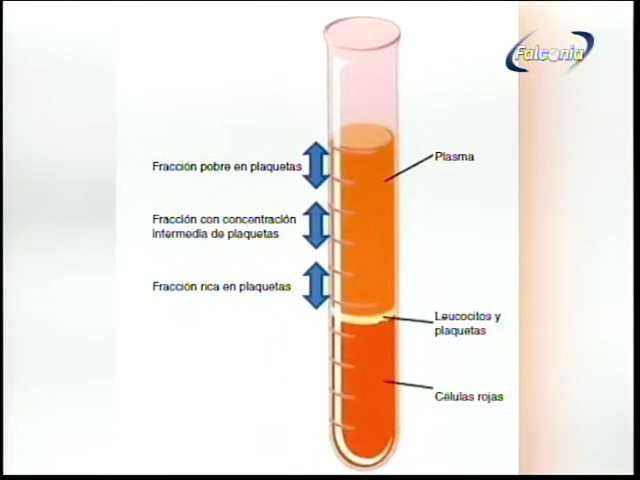 Falconia
Fracción pobre en plaquetas
Plasma
Fracción con concentración
intermedia de plaquetas
Fracción rica en plaquetas
Leucocitos y
plaquetas
Células rojas